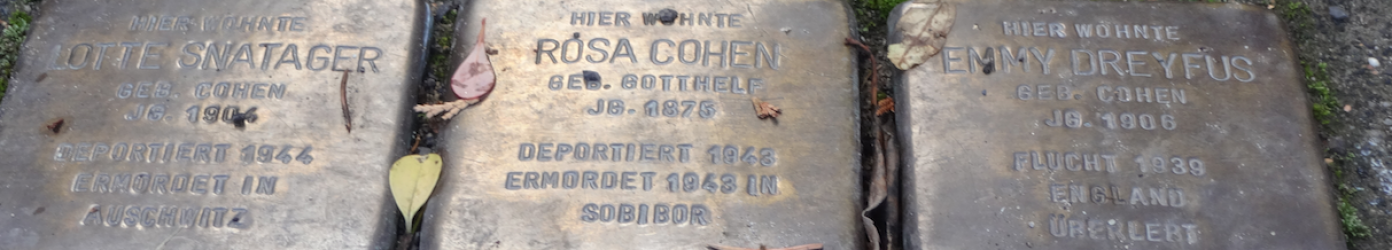 HIER WOHNTE
LOTTE SNATAGER
GEB. COHEN
JG. 1904
DEPORTIERT 1944
ERMORDET IN
AUSCHWITZ
HIER WOHNTE
ROSA COHEN
GEB. GOTTHELF
JG. 1875
DEPORTIERT 1943
ERMORDET 1943 IN
SOBIBOR
HIER WOHNTE
EMMY DREYFUS
GEB. COHEN
JG. 1906
FLUCHT 1939
ENGLAND
ÜBERLEBT